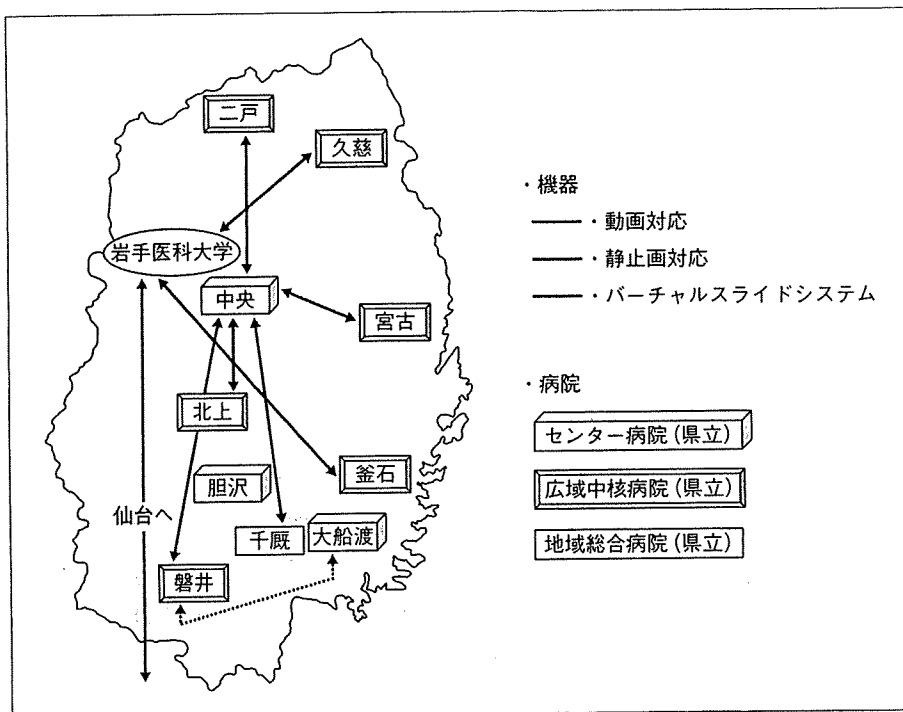 二戸
久慈
岩手医科大学
中央
宮古
北上
釜石
胆沢
仙台へ
千厩
大船渡
磐井
・機器
・動画対応
・静止画対応
・バーチャルスライドシステム
・病院
センター病院(県立)
広域中核病院(県立)
地域総合病院(県立)